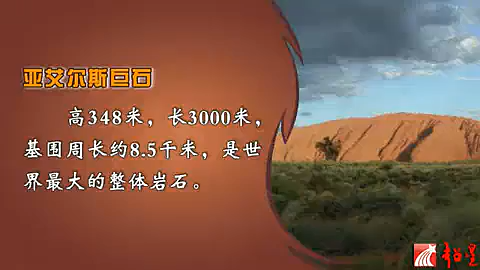 亚艾尔斯巨石
高348米，长3000米，
基围周长约8.5千米，是世
界最大的整体岩石。